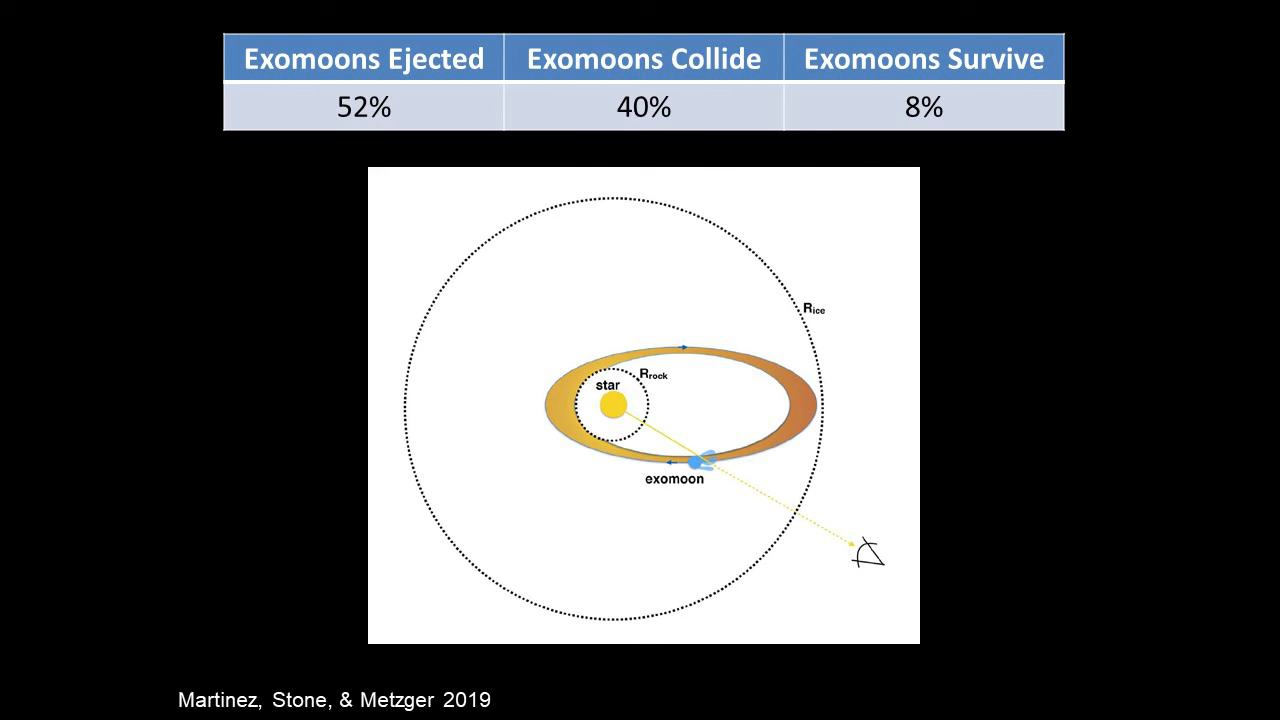 Exomoons Ejected Exomoons Collide Exomoons Survive
52% 40% 8%
Rice
Rrock
star
exomoon
Martinez, Stone, & Metzger 2019